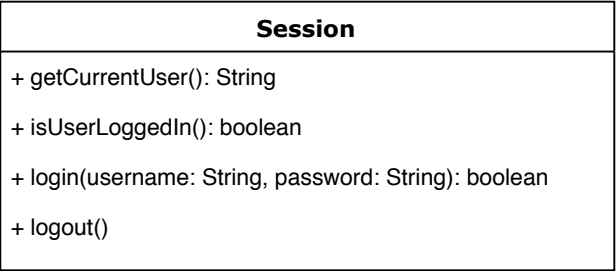 Session
+ getCurrentUser(): String
+ isUserLoggedIn(): boolean
+ login(username: String, password: String): boolean
+ logout()